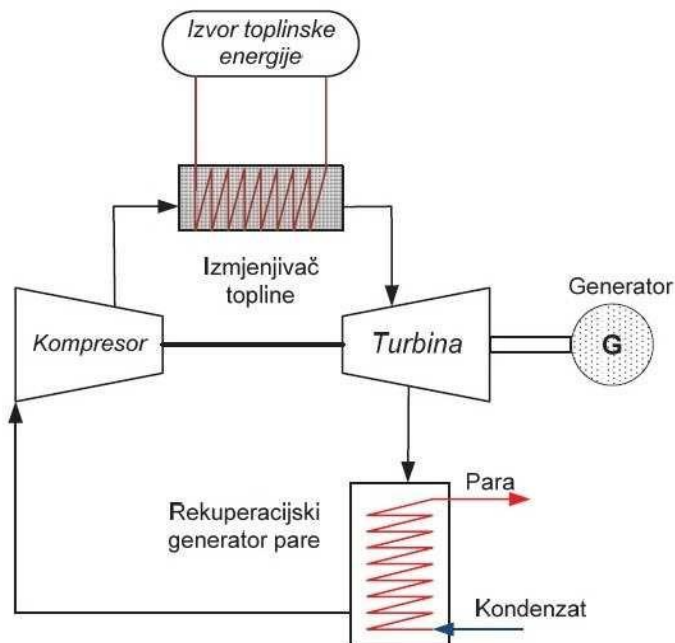 Izvor toplinske
energije
Izmjenjivač
topline
Generator
Kompresor
Turbina
G
Para
Rekuperacijski
generator pare
Kondenzat